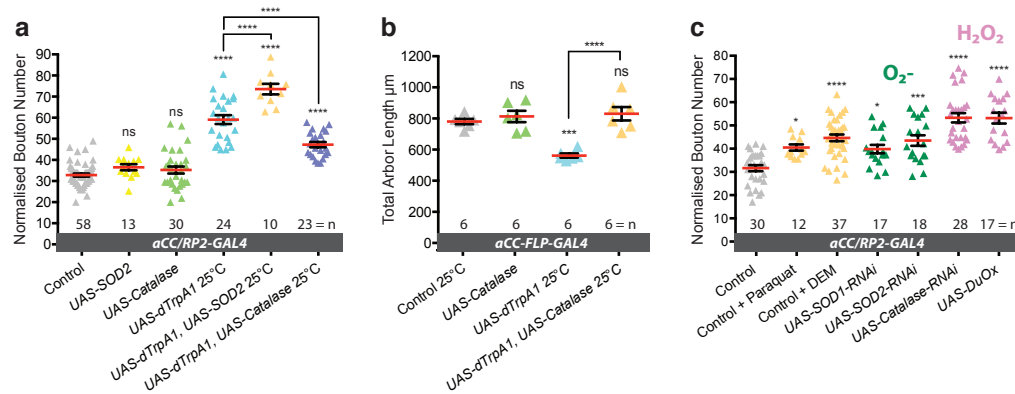 a
Normalised Bouton Number
90
80
70
60
50
40
30
20
10
0
ns
ns
****
****
****
****
****
58 13 30 24 10 23 = n
aCC/RP2-GAL4
Control
UAS-SOD2
UAS-Catalase
UAS-dTrpA1 25°C
UAS-dTrpA1, UAS-SOD2 25°C
UAS-dTrpA1, UAS-Catalase 25°C
b
Total Arbor Length µm
1800
1600
1400
1200
1000
800
600
400
200
0
ns
***
****
ns
6 6 6 6 = n
aCC-FLP-GAL4
Control 25°C
UAS-Catalase
UAS-dTrpA1 25°C
UAS-dTrpA1, UAS-Catalase 25°C
c
Normalised Bouton Number
80
70
60
50
40
30
20
10
0
H₂O₂
O₂-
*
****
*
***
****
****
30 12 37 17 18 28 17 = n
aCC/RP2-GAL4
Control
Control + Paraquat
Control + DEM
UAS-SOD1-RNAi
UAS-SOD2-RNAi
UAS-Catalase-RNAi
UAS-DuOx